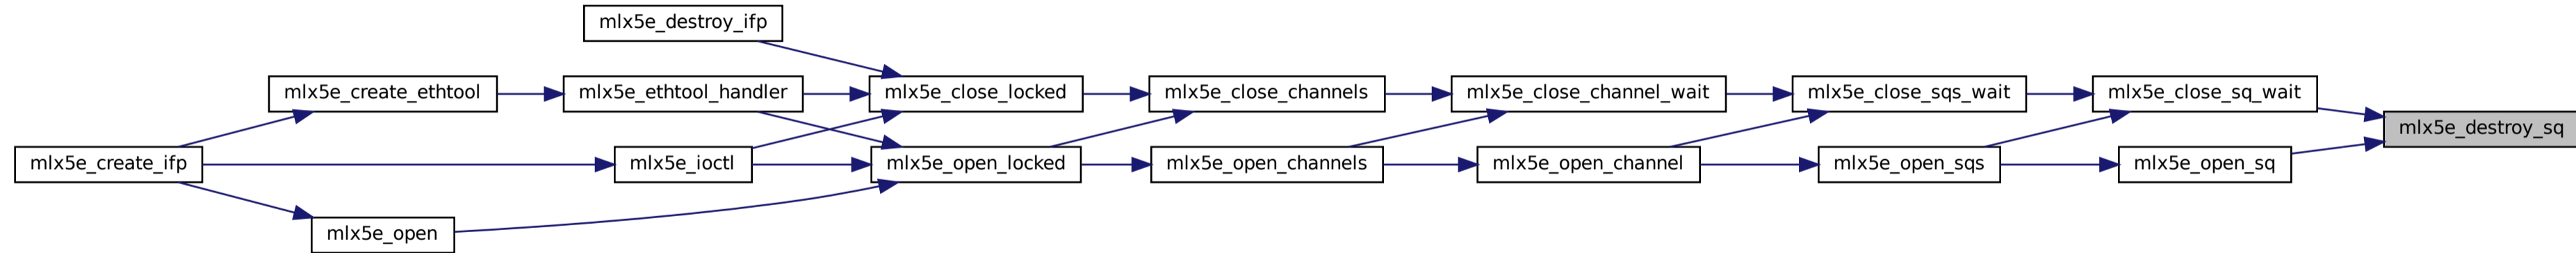 mlx5e_destroy_ifp
mlx5e_create_ethtool
mlx5e_ethtool_handler
mlx5e_close_locked
mlx5e_close_channels
mlx5e_close_channel_wait
mlx5e_close_sqs_wait
mlx5e_close_sq_wait
mlx5e_destroy_sq
mlx5e_create_ifp
mlx5e_ioctl
mlx5e_open_locked
mlx5e_open_channels
mlx5e_open_channel
mlx5e_open_sqs
mlx5e_open_sq
mlx5e_open